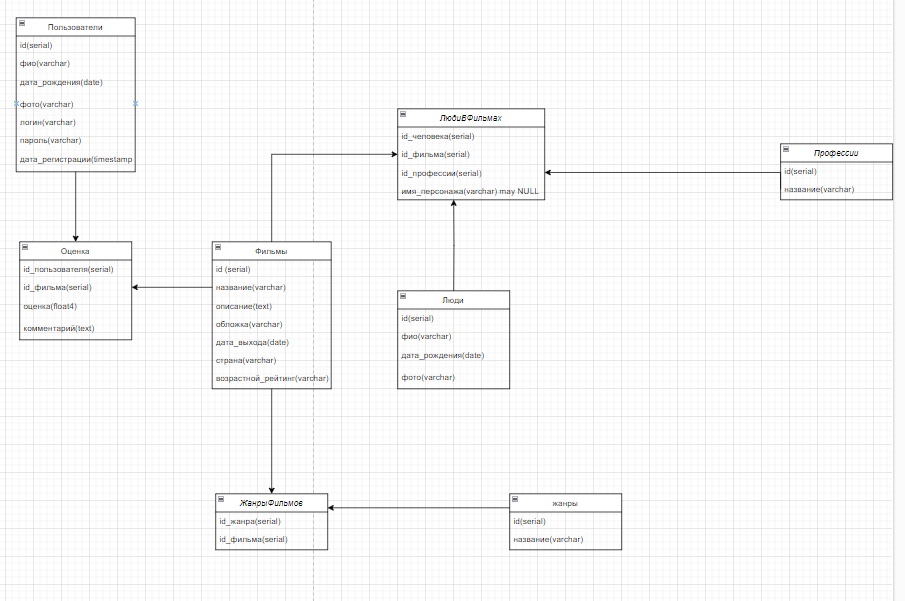 Пользователи
id(serial)
фио(varchar)
дата_рождения(date)
фото(varchar)
логин(varchar)
пароль(varchar)
дата_регистрации(timestamp
ЛюдиВФильмах
id_человека(serial)
id_фильма(serial)
id_профессии(serial)
имя_персонажа(varchar) may NULL
Профессии
id(serial)
название(varchar)
Оценка
id_пользователя(serial)
id_фильма(serial)
оценка(float4)
комментарий(text)
Фильмы
id (serial)
название(varchar)
описание(text)
обложка(varchar)
дата_выхода(date)
страна(varchar)
возрастной_рейтинг(varchar)
Люди
id(serial)
фио(varchar)
дата_рождения(date)
фото(varchar)
ЖанрыФильмов
id_жанра(serial)
id_фильма(serial)
жанры
id(serial)
название(varchar)